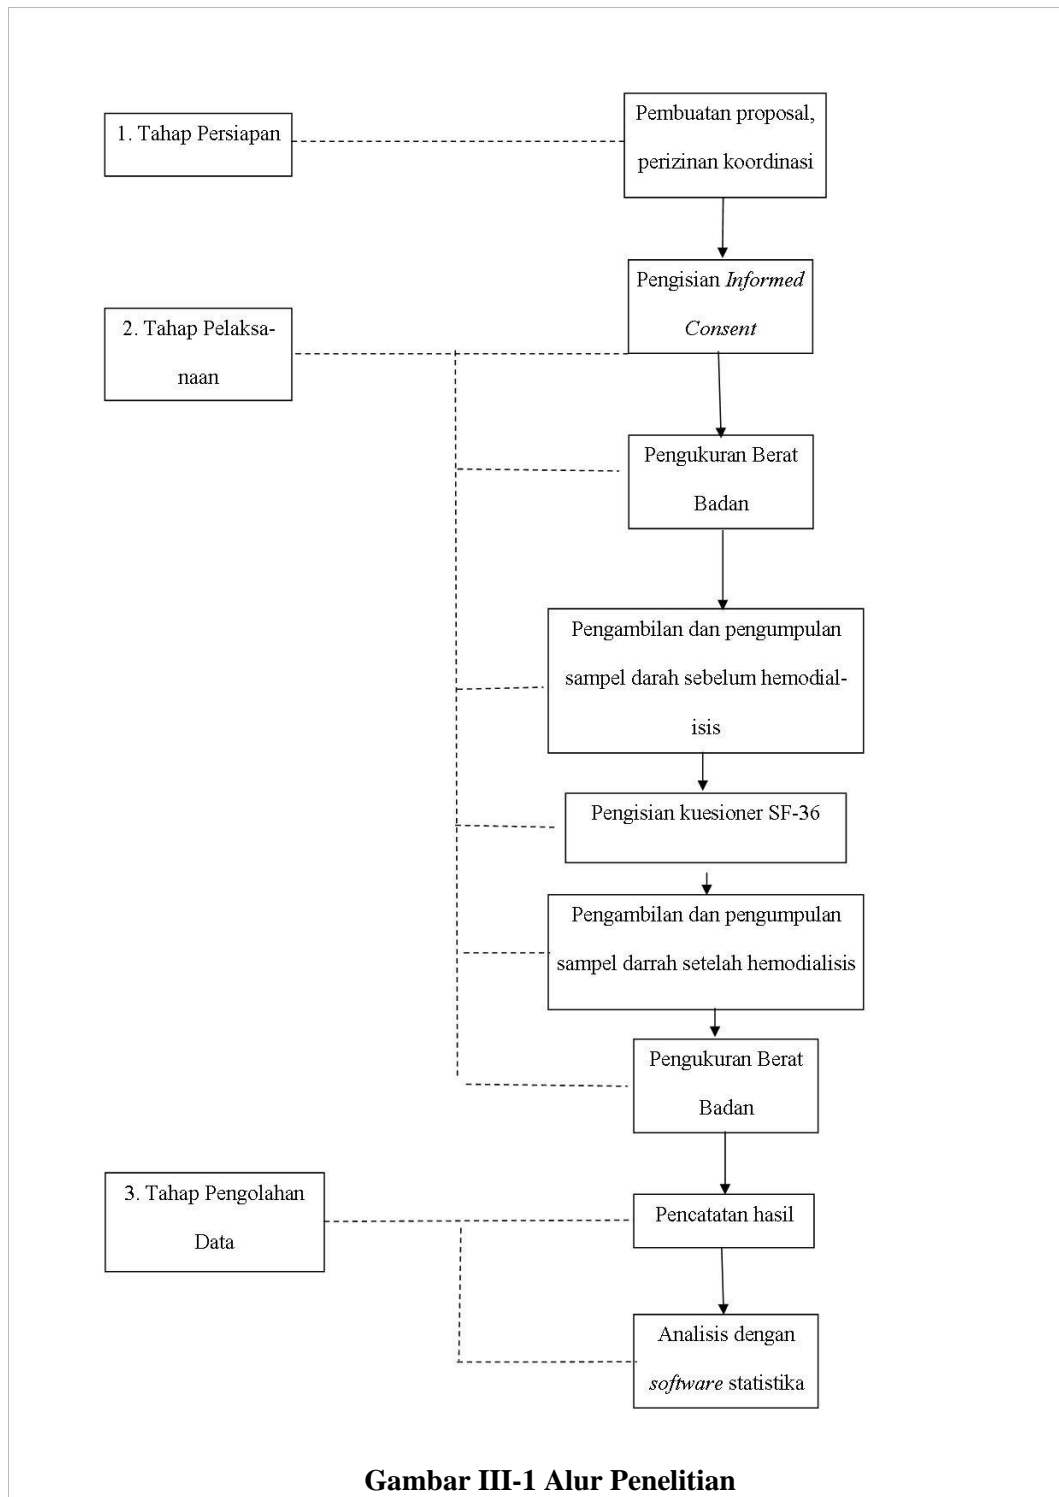 1. Tahap Persiapan
Pembuatan proposal,
perizinan koordinasi
Pengisian Informed
Consent
2. Tahap Pelaksa-
naan
Pengukuran Berat
Badan
Pengambilan dan pengumpulan
sampel darah sebelum hemodial-
isis
Pengisian kuesioner SF-36
Pengambilan dan pengumpulan
sampel darrah setelah hemodialisis
Pengukuran Berat
Badan
3. Tahap Pengolahan
Data
Pencatatan hasil
Analisis dengan
software statistika
Gambar III-1 Alur Penelitian